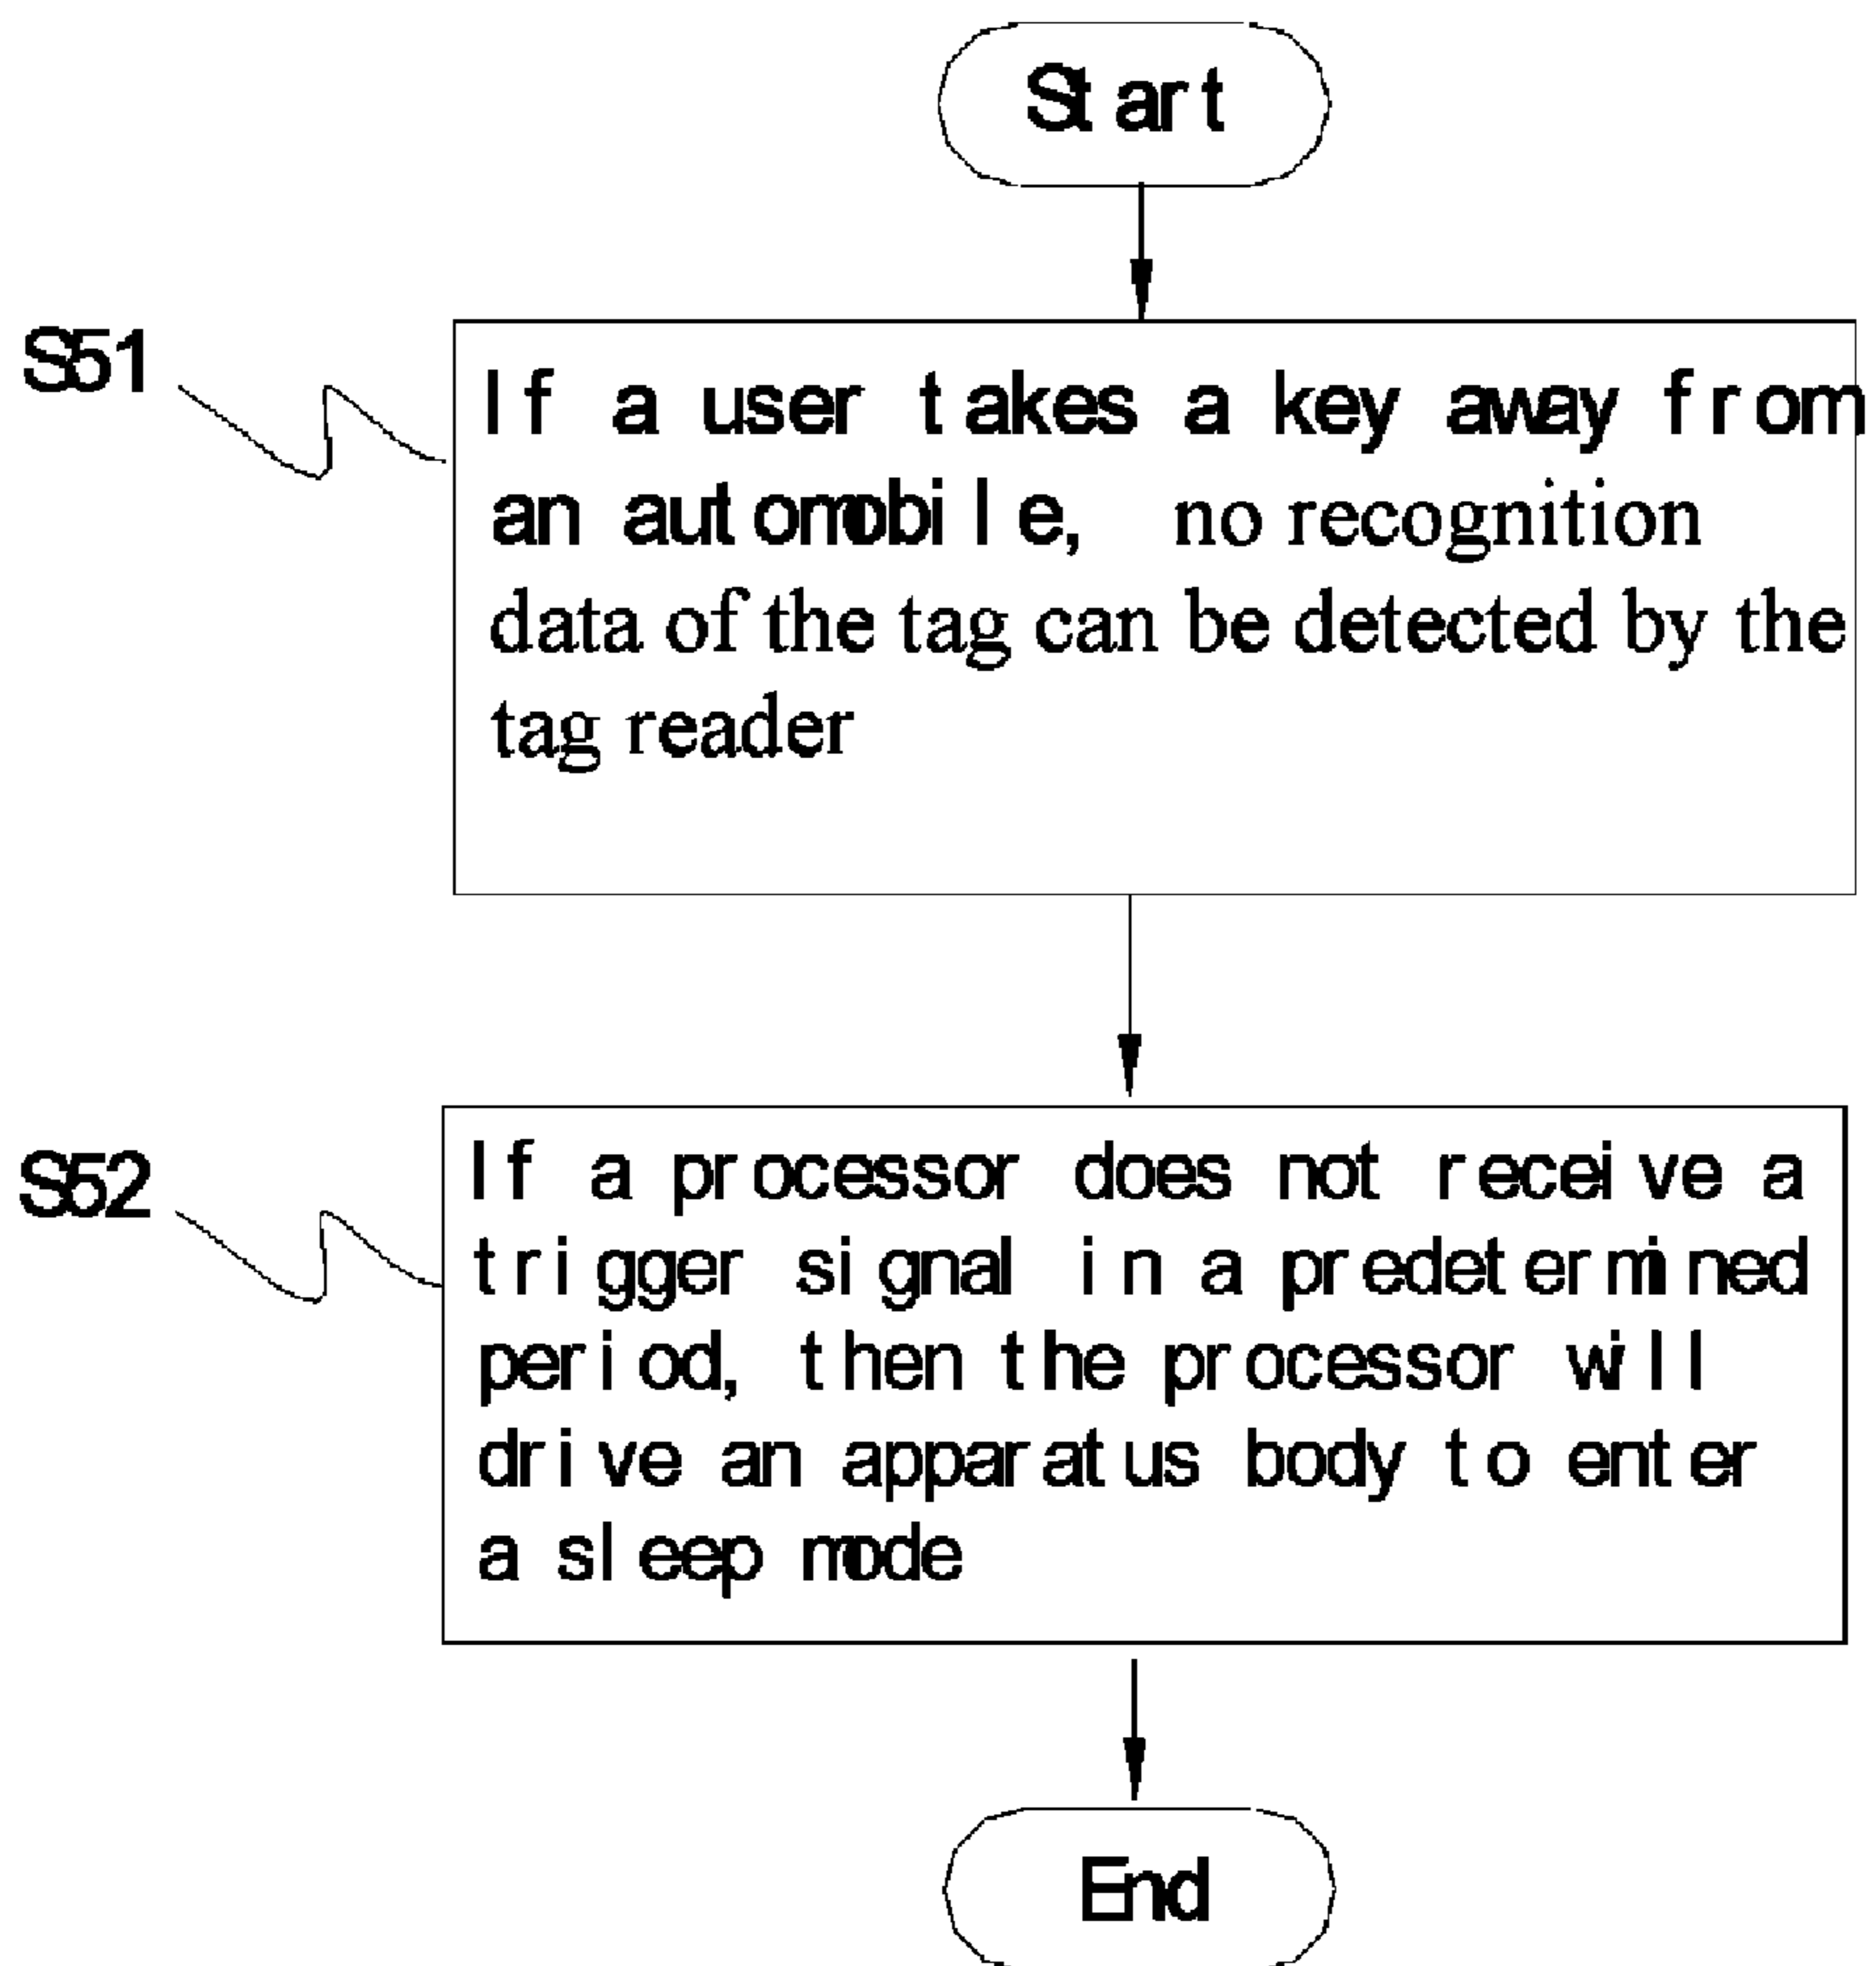 Start
S51
If a user takes a key away from
an automobile, no recognition
data of the tag can be detected by the
tag reader
S52
If a processor does not receive a
trigger signal in a predetermined
period, then the processor will
drive an apparatus body to enter
a sleep mode
End